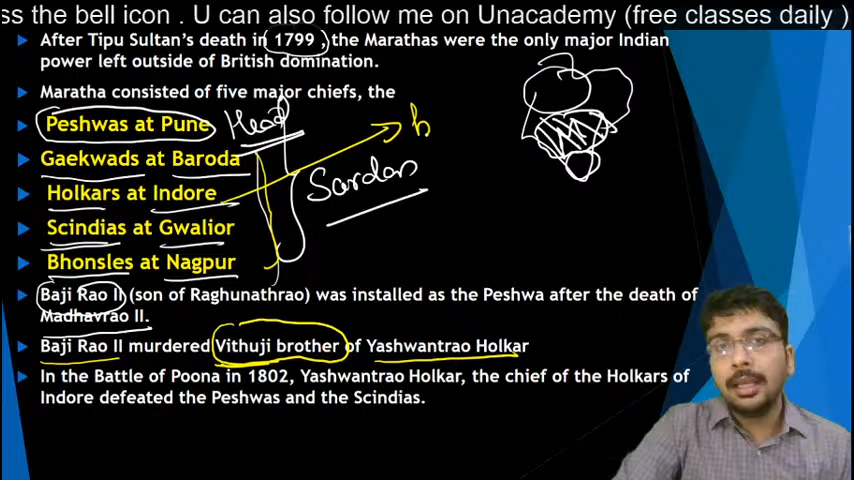 ss the bell icon . U can also follow me on Unacademy (free classes daily )
After Tipu Sultan's death in 1799 , the Marathas were the only major Indian
power left outside of British domination.
Maratha consisted of five major chiefs, the
Peshwas at Pune Head
Gaekwads at Baroda
Holkars at Indore
Sardars
Scindias at Gwalior
Bhonsles at Nagpur
Baji Rao II (son of Raghunathrao) was installed as the Peshwa after the death of
Madhavrao II.
Baji Rao II murdered Vithuji brother of Yashwantrao Holkar
In the Battle of Poona in 1802, Yashwantrao Holkar, the chief of the Holkars of
Indore defeated the Peshwas and the Scindias.